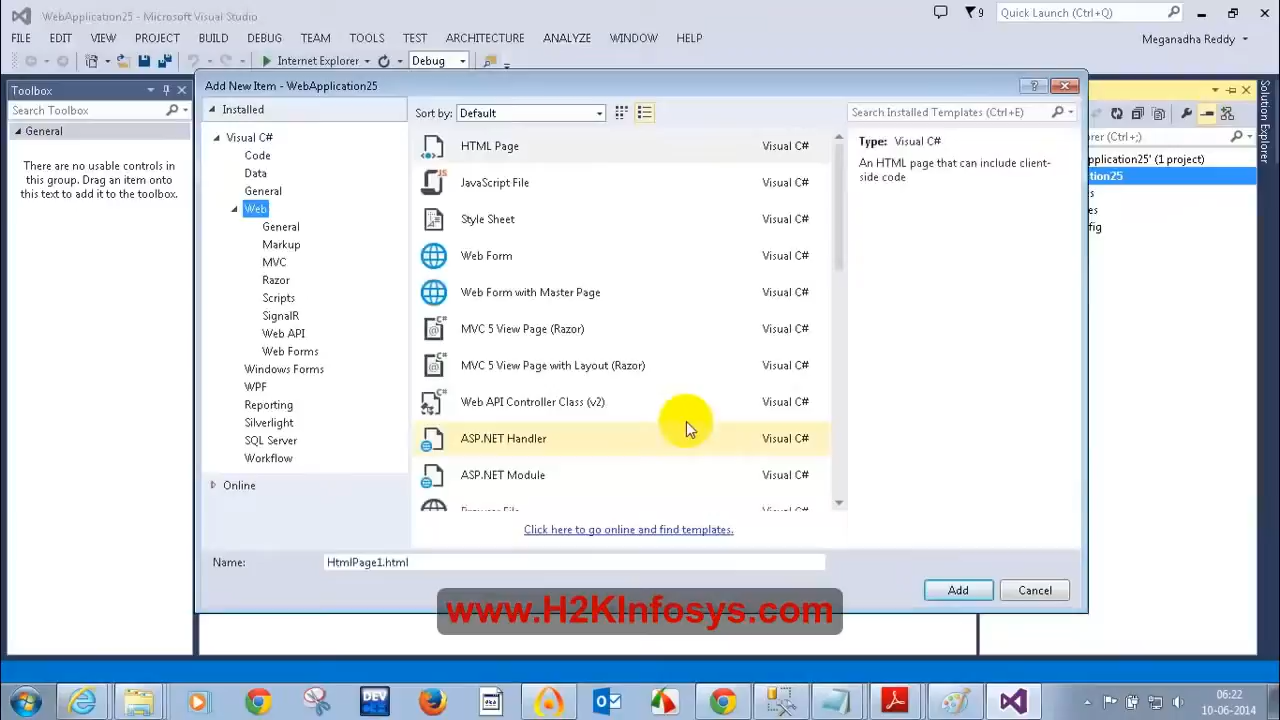 WebApplication25 - Microsoft Visual Studio
9
Quick Launch (Ctrl+Q)
FILE EDIT VIEW PROJECT BUILD DEBUG TEAM TOOLS TEST ARCHITECTURE ANALYZE WINDOW HELP
Meganadha Reddy
Internet Explorer
Debug
Toolbox
Search Toolbox
General
There are no usable controls in
this group. Drag an item onto
this text to add it to the toolbox.
Add New Item - WebApplication25
Installed
Visual C#
Code
Data
General
Web
General
Markup
MVC
Razor
Scripts
SignalR
Web API
Web Forms
Windows Forms
WPF
Reporting
Silverlight
SQL Server
Workflow
Online
Sort by: Default
HTML Page Visual C#
JavaScript File Visual C#
Style Sheet Visual C#
Web Form Visual C#
Web Form with Master Page Visual C#
MVC 5 View Page (Razor) Visual C#
MVC 5 View Page with Layout (Razor) Visual C#
Web API Controller Class (v2) Visual C#
ASP.NET Handler Visual C#
ASP.NET Module Visual C#
Click here to go online and find templates.
Search Installed Templates (Ctrl+E)
Type: Visual C#
An HTML page that can include client-
side code
Name: HtmlPage1.html
Add
Cancel
erer (Ctrl+;)
pplication25' (1 project)
tion25
s
es
fig
Solution Explorer
www.H2KInfosys.com
DEV
06:22
10-06-2014